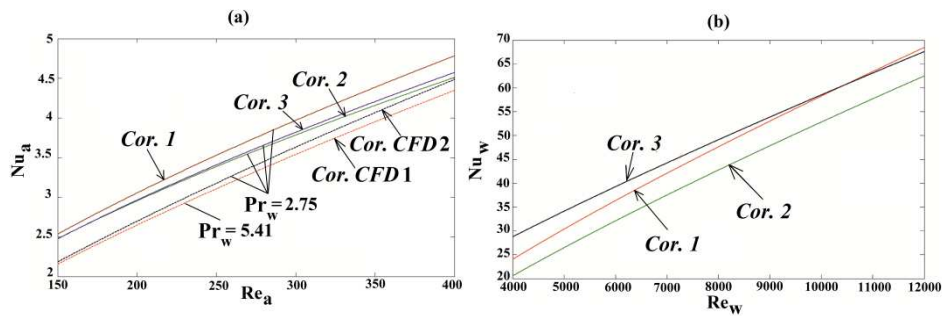 (a)
5
4.5
4
3.5
3
2.5
2
Nu_a
150
200
250
300
350
400
Re_a
Cor. 1
Cor. 3
Cor. 2
Cor. CFD 2
Cor. CFD 1
Pr_w = 2.75
Pr_w = 5.41
(b)
70
65
60
55
50
45
40
35
30
25
20
Nu_w
4000
5000
6000
7000
8000
9000
10000
11000
12000
Re_w
Cor. 3
Cor. 1
Cor. 2